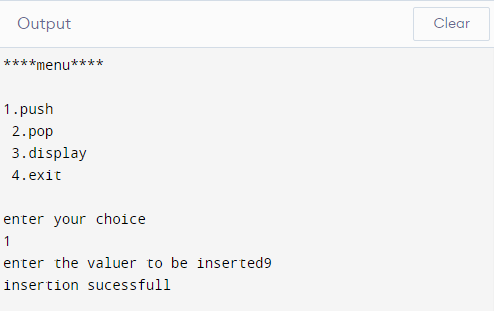 Output
Clear
****menu****
1.push
2.pop
3.display
4.exit
enter your choice
1
enter the valuer to be inserted9
insertion sucessfull